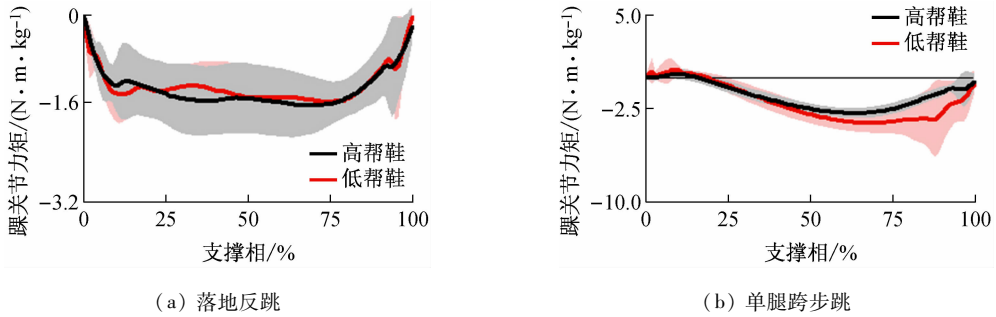 踝关节力矩/(N·m·kg⁻¹)
0
−1.6
−3.2
高帮鞋
低帮鞋
0 25 50 75 100
支撑相/%
(a) 落地反跳
踝关节力矩/(N·m·kg⁻¹)
5.0
−2.5
−10.0
高帮鞋
低帮鞋
0 25 50 75 100
支撑相/%
(b) 单腿跨步跳